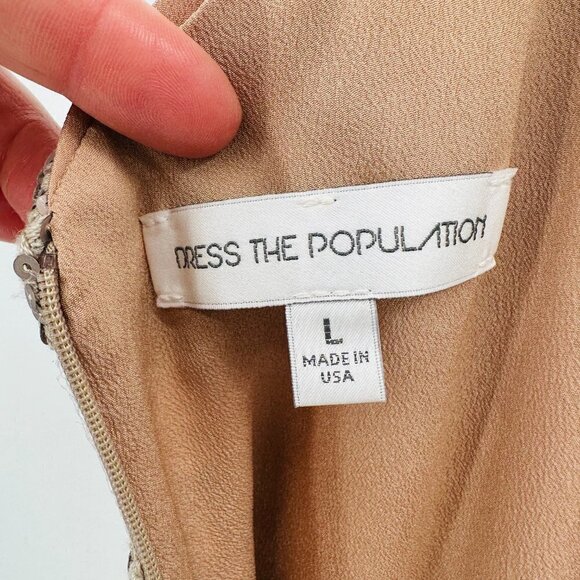 DRESS THE POPULATION
L
MADE IN
USA